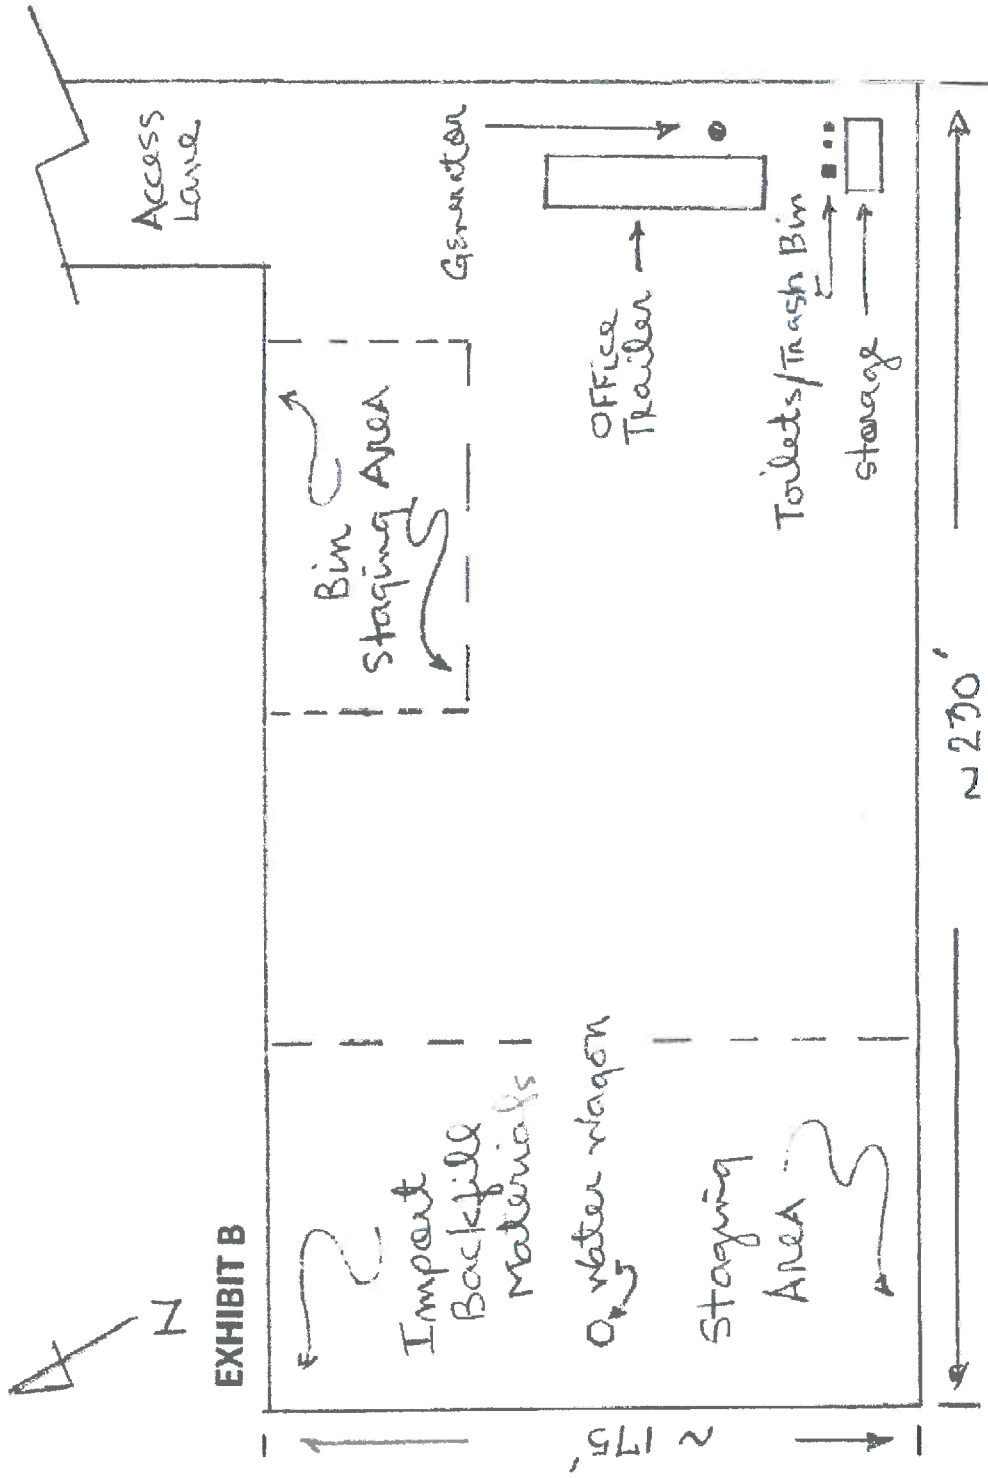 EXHIBIT B
N
Access
Lane
Generator
Bin
Staging Area
Office
Trailer
Toilets/Trash Bin
Storage
Import
Backfill
Materials
Water Wagon
Staging
Area
~ 175'
~ 230'